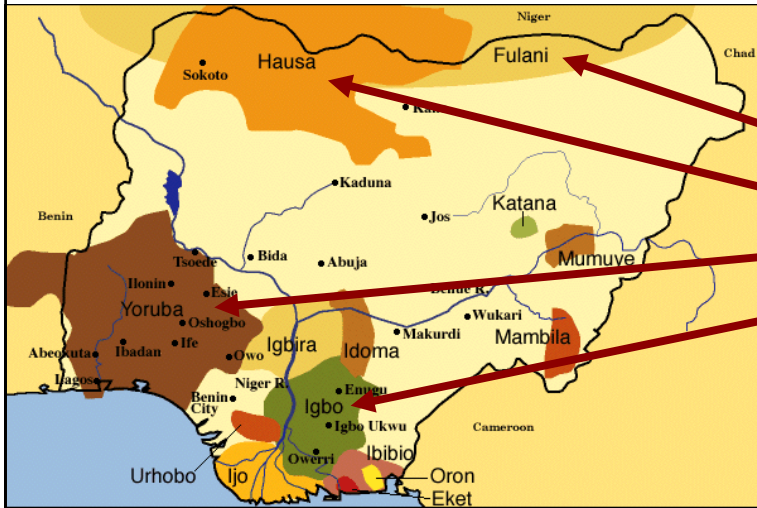 Niger
Hausa
Fulani
Chad
Sokoto
Kaduna
Katana
Benin
Jos
Mumuye
Tsoede
Bida
Abuja
Ilonin
Esie
Yoruba
Wukari
Oshogbo
Makurdi
Mambila
Igbira
Idoma
Abeokuta
Ibadan
Ife
Owo
Lagos
Niger R.
Enugu
Benin
City
Igbo
Igbo Ukwu
Cameroon
Owerri
Ibibio
Urhobo
Ijo
Oron
Eket